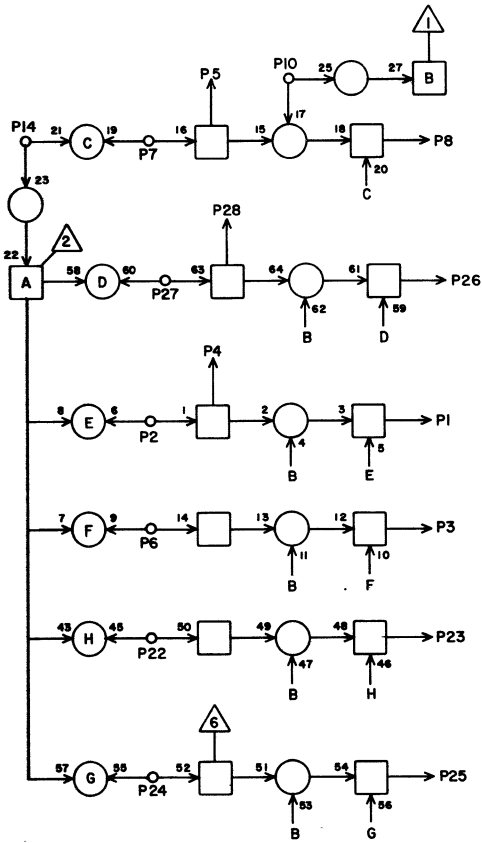 1
P10 25 27 B
P5
P14 21 C 19 P7 16 15 17 18 P8
20
C
23
P28
22 2
A 58 D 60 P27 63 64 61 P26
62 59
B D
P4
8 E 6 P2 1 2 3 P1
4 5
B E
7 F 9 P6 14 13 12 P3
11 10
B F
43 H 45 P22 50 49 48 P23
47 46
B H
6
57 G 55 P24 52 51 54 P25
53 56
B G